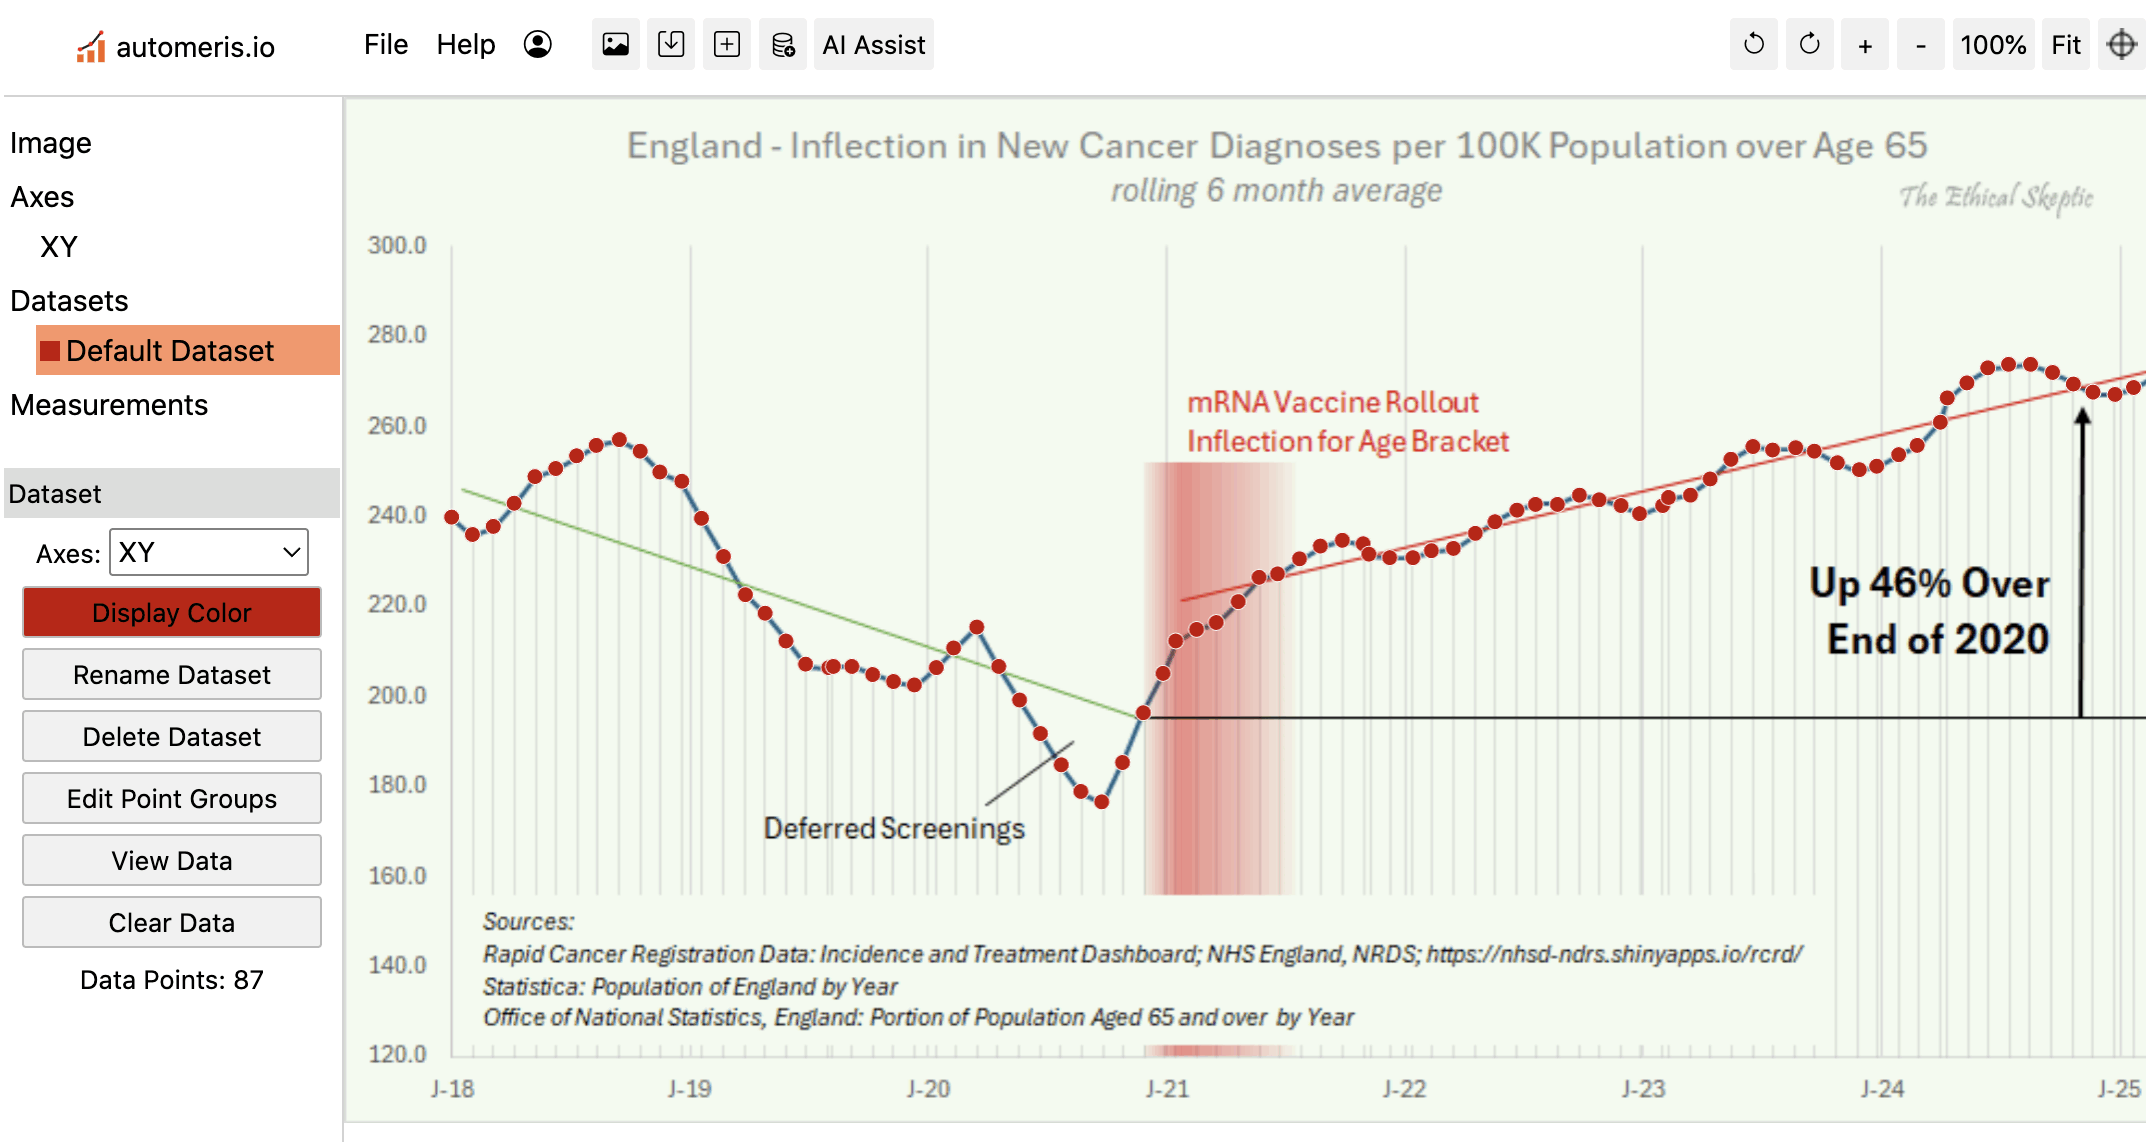 automeris.io
File Help AI Assist + - 100% Fit
Image
Axes
XY
Datasets
Default Dataset
Measurements
Dataset
Axes: XY
Display Color
Rename Dataset
Delete Dataset
Edit Point Groups
View Data
Clear Data
Data Points: 87
England - Inflection in New Cancer Diagnoses per 100K Population over Age 65
rolling 6 month average
The Ethical Skeptic
300.0
280.0
260.0
240.0
220.0
200.0
180.0
160.0
140.0
120.0
mRNA Vaccine Rollout
Inflection for Age Bracket
Up 46% Over
End of 2020
Deferred Screenings
Sources:
Rapid Cancer Registration Data: Incidence and Treatment Dashboard; NHS England, NRDS; https://nhsd-ndrs.shinyapps.io/rcrd/
Statistica: Population of England by Year
Office of National Statistics, England: Portion of Population Aged 65 and over by Year
J-18 J-19 J-20 J-21 J-22 J-23 J-24 J-25